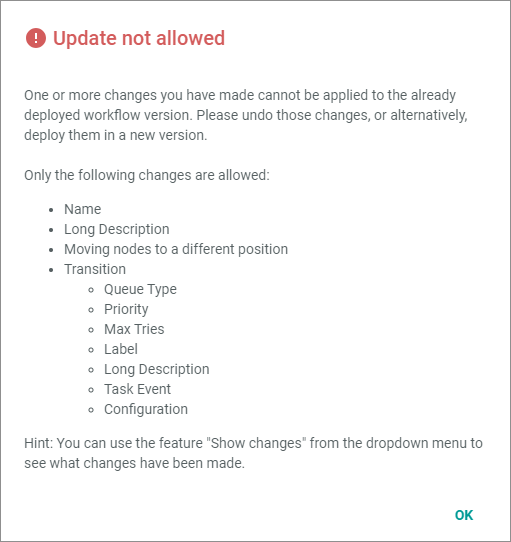 Update not allowed
One or more changes you have made cannot be applied to the already
deployed workflow version. Please undo those changes, or alternatively,
deploy them in a new version.
Only the following changes are allowed:
Name
Long Description
Moving nodes to a different position
Transition
Queue Type
Priority
Max Tries
Label
Long Description
Task Event
Configuration
Hint: You can use the feature "Show changes" from the dropdown menu to
see what changes have been made.
OK